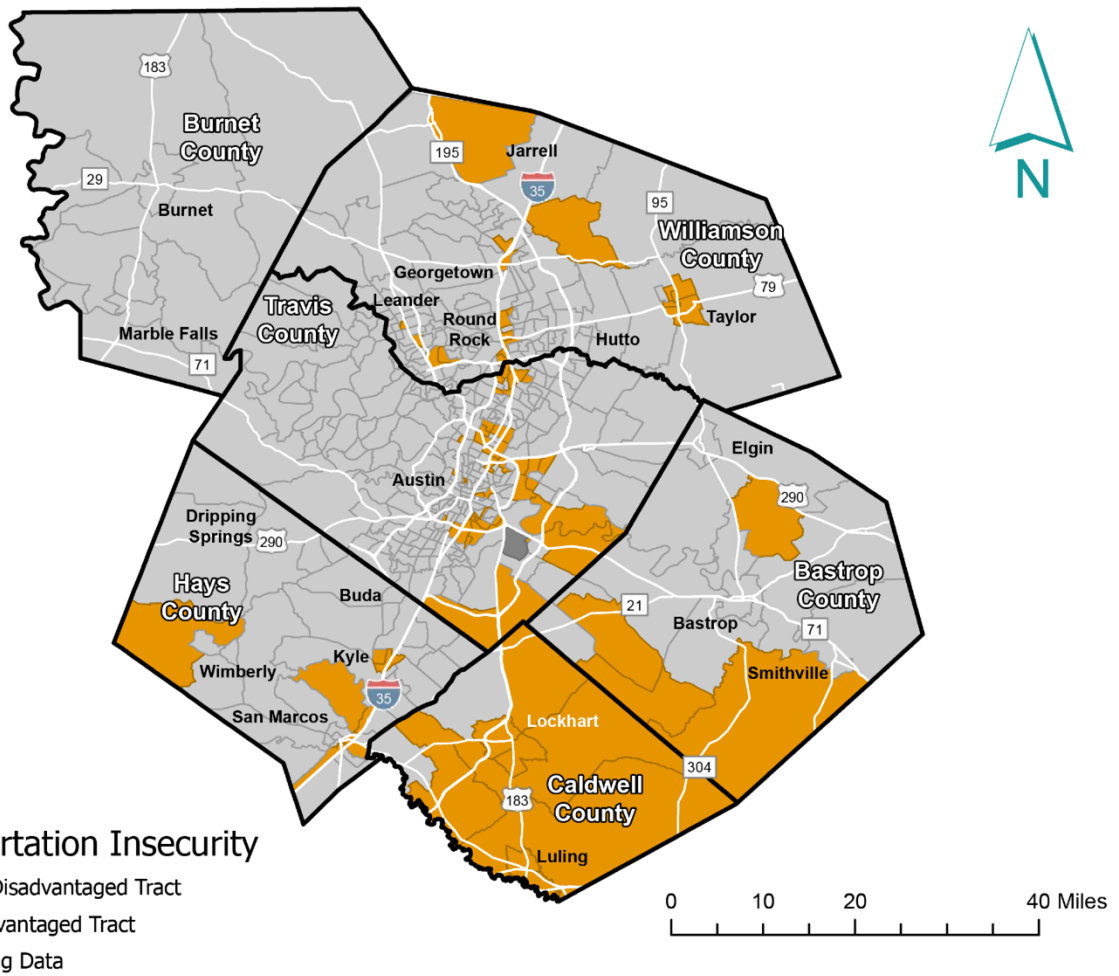 183
Burnet
County
195
Jarrell
35
29
95
Burnet
Williamson
County
N
Georgetown
79
Travis
County
Leander
Round
Rock
Taylor
Marble Falls
Hutto
71
Elgin
Austin
290
Dripping
Springs
290
Hays
County
Bastrop
County
Buda
21
Bastrop
71
Kyle
Wimberly
Smithville
35
San Marcos
Lockhart
304
Caldwell
County
183
Luling
rtation Insecurity
Disadvantaged Tract
vantaged Tract
g Data
0 10 20 40 Miles